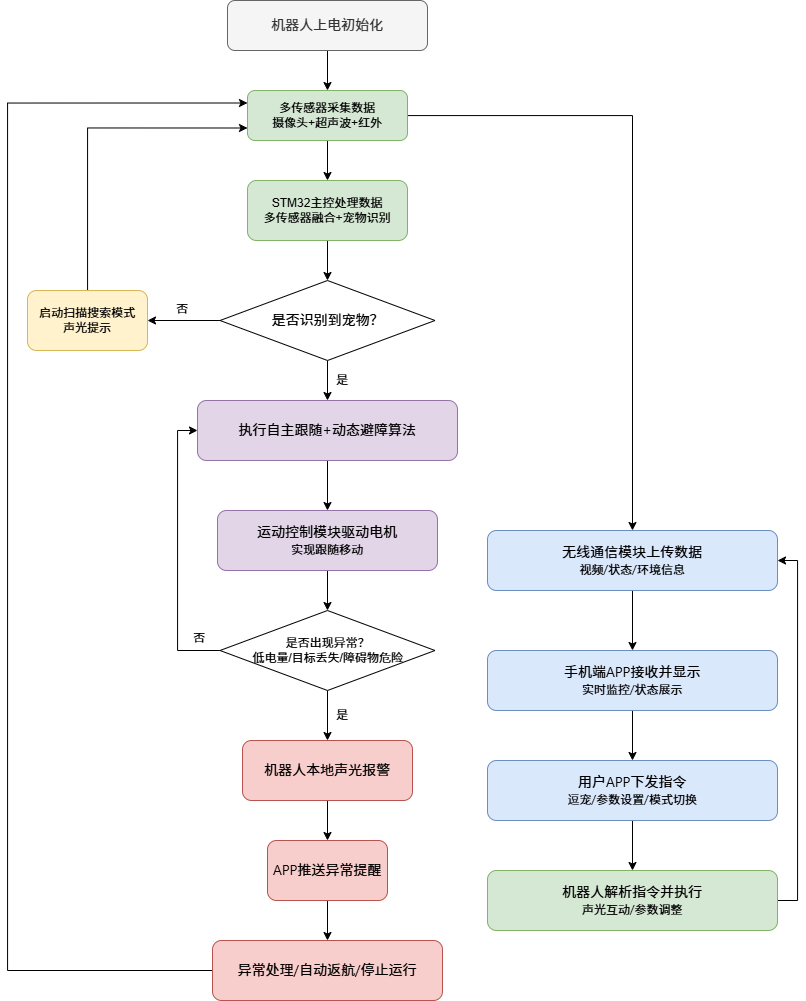 机器人上电初始化
多传感器采集数据
摄像头+超声波+红外
STM32主控处理数据
多传感器融合+宠物识别
是否识别到宠物？
否
启动扫描搜索模式
声光提示
是
执行自主跟随+动态避障算法
运动控制模块驱动电机
实现跟随移动
是否出现异常？
低电量/目标丢失/障碍物危险
否
是
机器人本地声光报警
APP推送异常提醒
异常处理/自动返航/停止运行
无线通信模块上传数据
视频/状态/环境信息
手机端APP接收并显示
实时监控/状态展示
用户APP下发指令
逗宠/参数设置/模式切换
机器人解析指令并执行
声光互动/参数调整